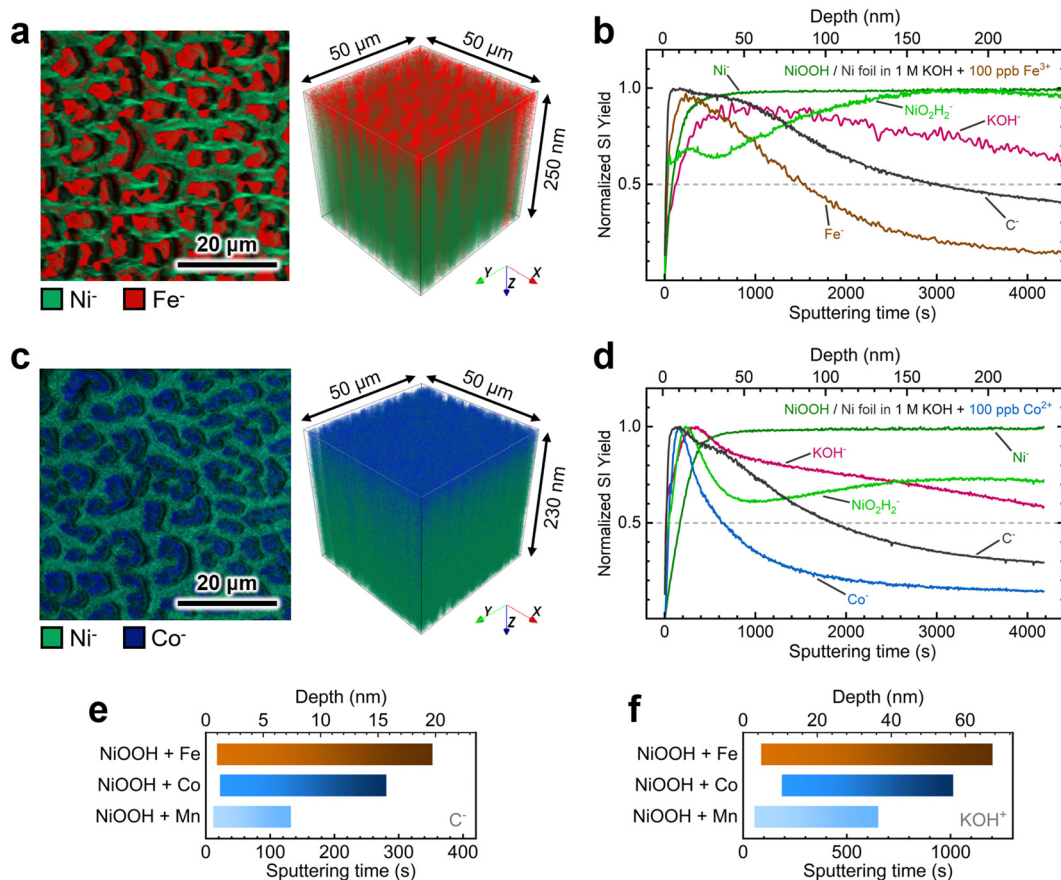 a
50 µm
50 µm
250 nm
20 µm
Y
Z
X
Ni⁻
Fe⁻
b
Depth (nm)
0
50
100
150
200
NiOOH / Ni foil in 1 M KOH + 100 ppb Fe³⁺
Ni⁻
NiO₂H₂⁻
KOH⁻
C⁻
Fe⁻
Normalized SI Yield
1.0
0.5
0
1000
2000
3000
4000
Sputtering time (s)
c
50 µm
50 µm
230 nm
20 µm
Y
Z
X
Ni⁻
Co⁻
d
Depth (nm)
0
50
100
150
200
NiOOH / Ni foil in 1 M KOH + 100 ppb Co²⁺
Ni⁻
KOH⁻
NiO₂H₂⁻
C⁻
Co⁻
Normalized SI Yield
1.0
0.5
0
1000
2000
3000
4000
Sputtering time (s)
e
Depth (nm)
0
5
10
15
20
NiOOH + Fe
NiOOH + Co
NiOOH + Mn
C⁻
0
100
200
300
400
Sputtering time (s)
f
Depth (nm)
0
20
40
60
NiOOH + Fe
NiOOH + Co
NiOOH + Mn
KOH⁺
0
500
1000
Sputtering time (s)